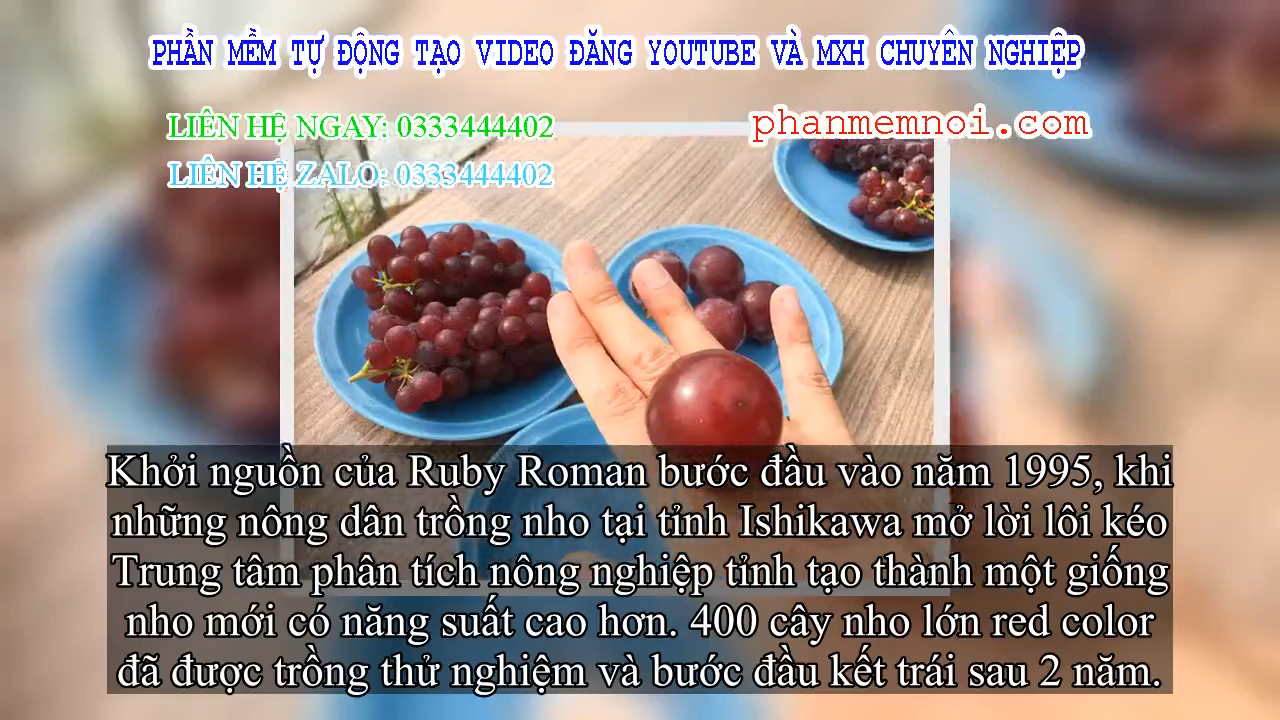 PHẦN MỀM TỰ ĐỘNG TẠO VIDEO ĐĂNG YOUTUBE VÀ MXH CHUYÊN NGHIỆP
LIÊN HỆ NGAY: 0333444402
phanmemnoi.com
LIÊN HỆ ZALO: 0333444402
Khởi nguồn của Ruby Roman bước đầu vào năm 1995, khi
những nông dân trồng nho tại tỉnh Ishikawa mở lời lôi kéo
Trung tâm phân tích nông nghiệp tỉnh tạo thành một giống
nho mới có năng suất cao hơn. 400 cây nho lớn red color
đã được trồng thử nghiệm và bước đầu kết trái sau 2 năm.